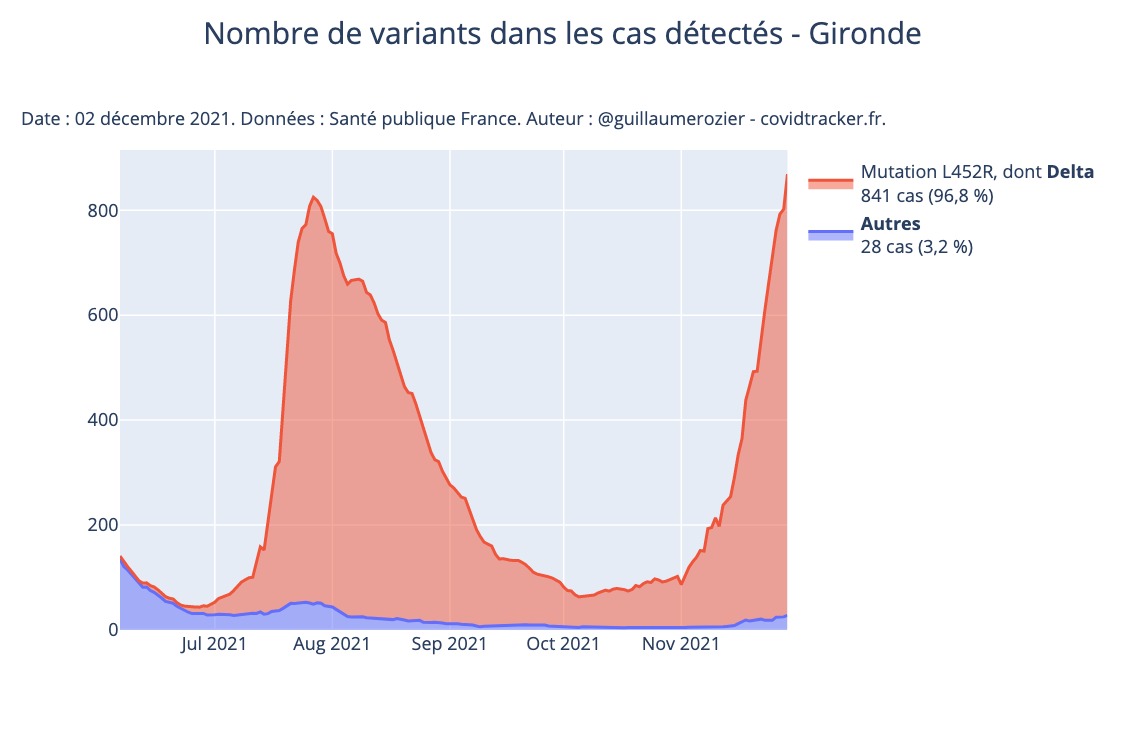 Nombre de variants dans les cas détectés - Gironde
Date : 02 décembre 2021. Données : Santé publique France. Auteur : @guillaumerozier - covidtracker.fr.
Mutation L452R, dont Delta
841 cas (96,8 %)
Autres
28 cas (3,2 %)
800
600
400
200
0
Jul 2021
Aug 2021
Sep 2021
Oct 2021
Nov 2021